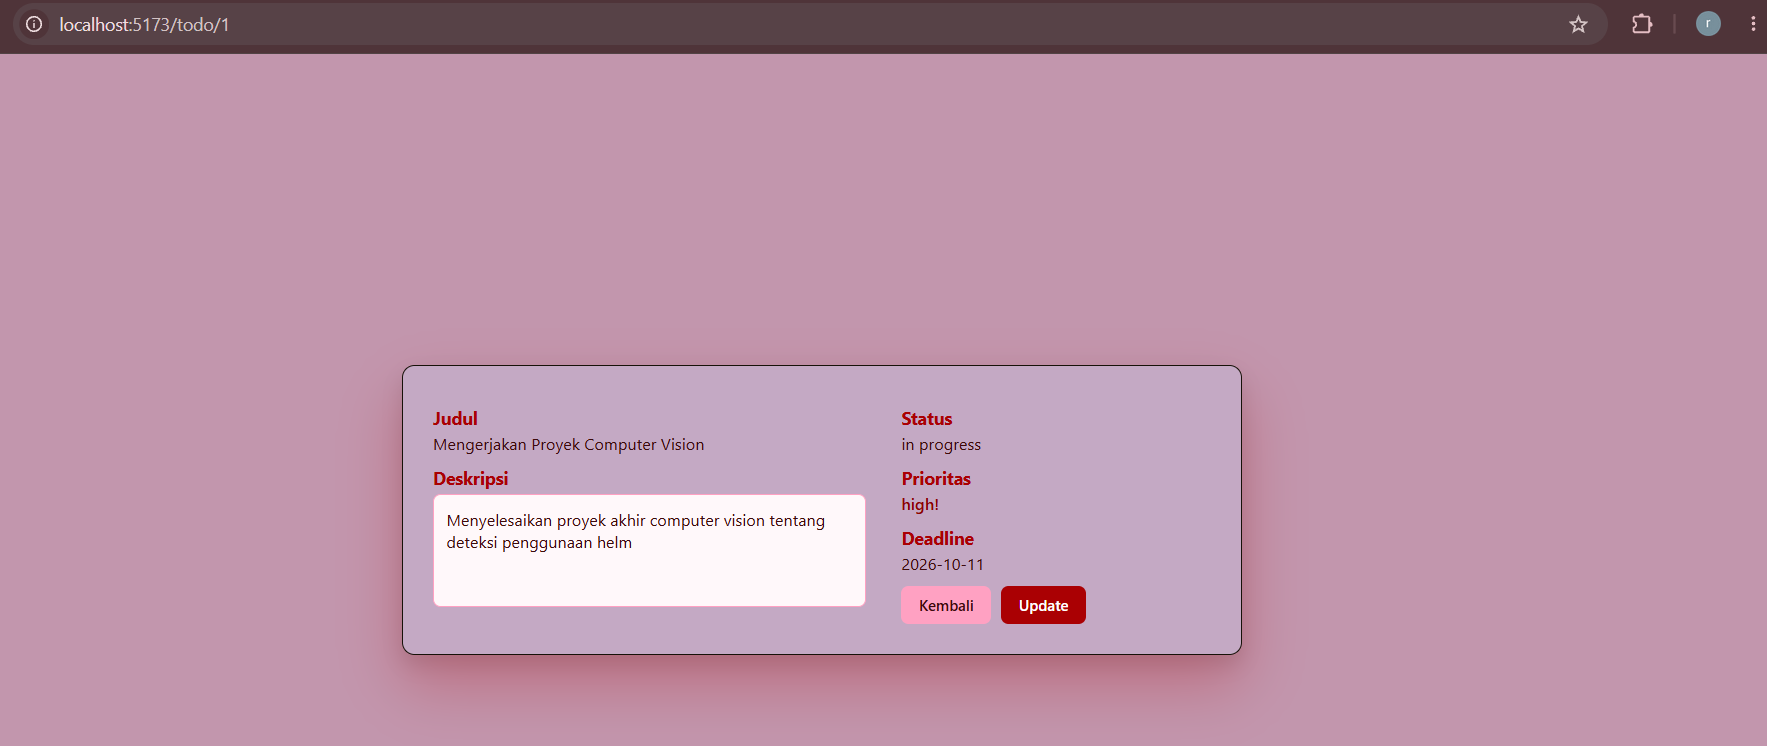 localhost:5173/todo/1
r
Judul
Mengerjakan Proyek Computer Vision
Deskripsi
Menyelesaikan proyek akhir computer vision tentang
deteksi penggunaan helm
Status
in progress
Prioritas
high!
Deadline
2026-10-11
Kembali
Update